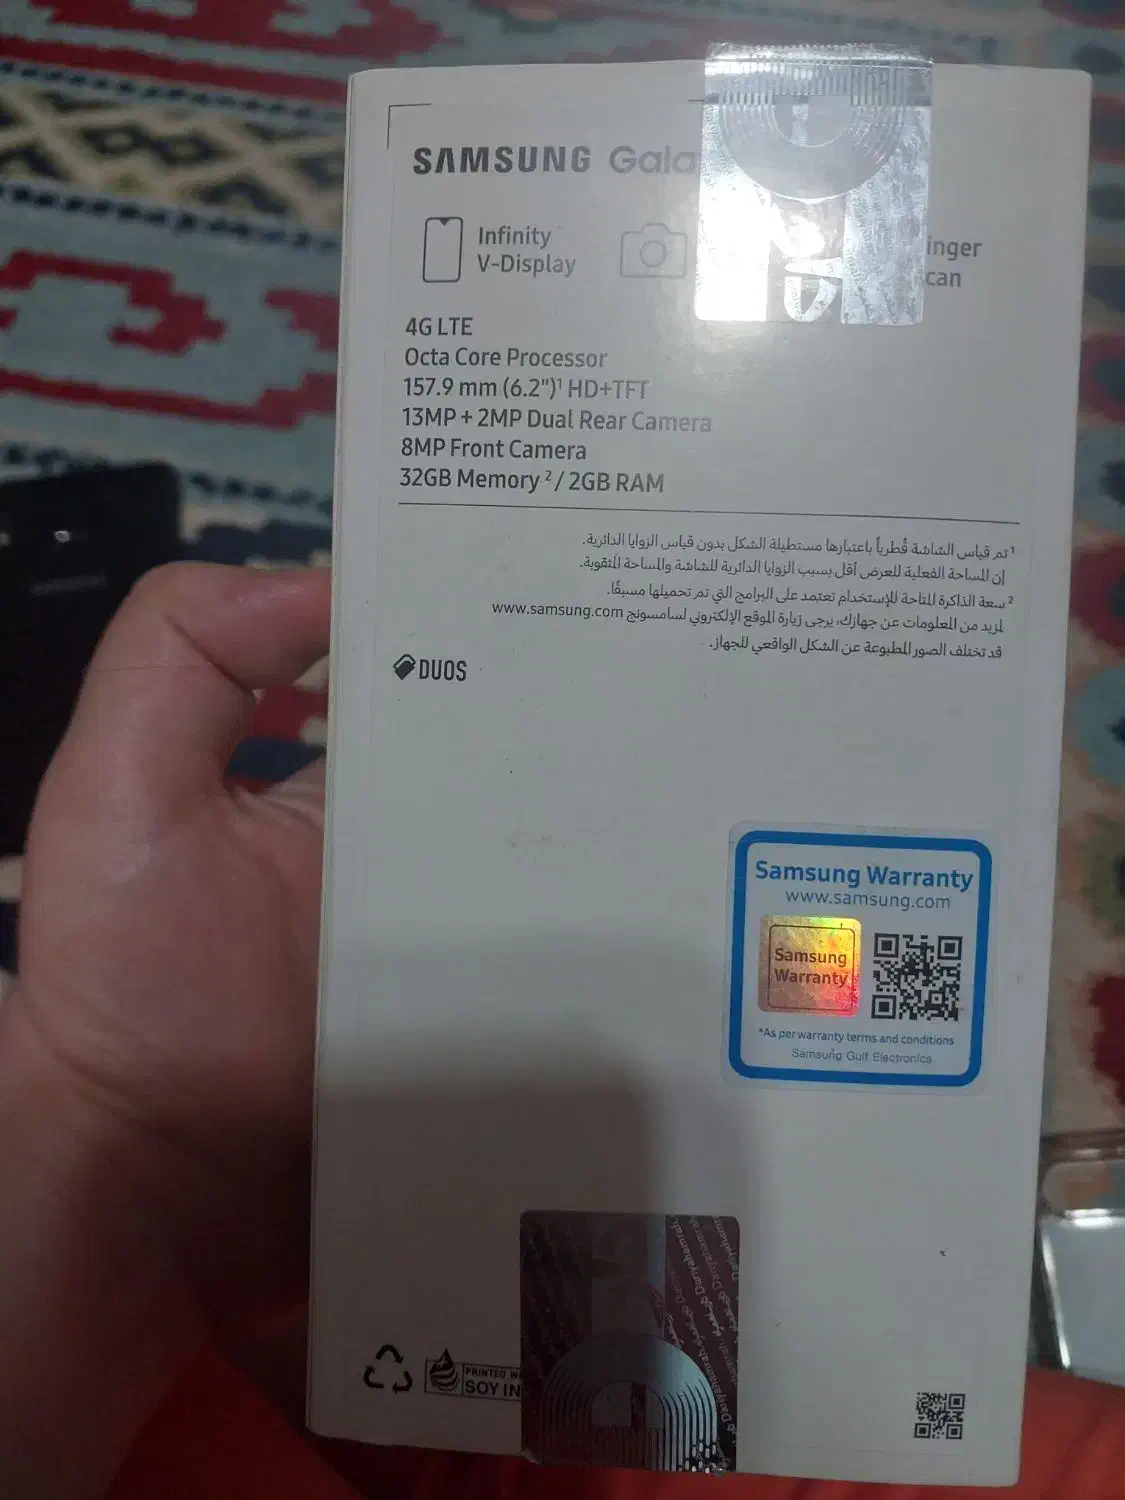 SAMSUNG Gala
Infinity
V-Display
inger
can
4G LTE
Octa Core Processor
157.9 mm (6.2")¹ HD+TFT
13MP + 2MP Dual Rear Camera
8MP Front Camera
32GB Memory ² / 2GB RAM
¹ تم قياس الشاشة قُطرياً باعتبارها مستطيلة الشكل بدون قياس الزوايا الدائرية.
إن المساحة الفعلية للعرض أقل بسبب الزوايا الدائرية للشاشة والمساحة المثقوبة.
² سعة الذاكرة المتاحة للإستخدام تعتمد على البرامج التي تم تحميلها مسبقًا.
لمزيد من المعلومات عن جهازك، يرجى زيارة الموقع الإلكتروني لسامسونج www.samsung.com
قد تختلف الصور المطبوعة عن الشكل الواقعي للجهاز.
DUOS
Samsung Warranty
www.samsung.com
Samsung
Warranty
*As per warranty terms and conditions
Samsung Gulf Electronics
PRINTED W
SOY IN
Dariyahamrah